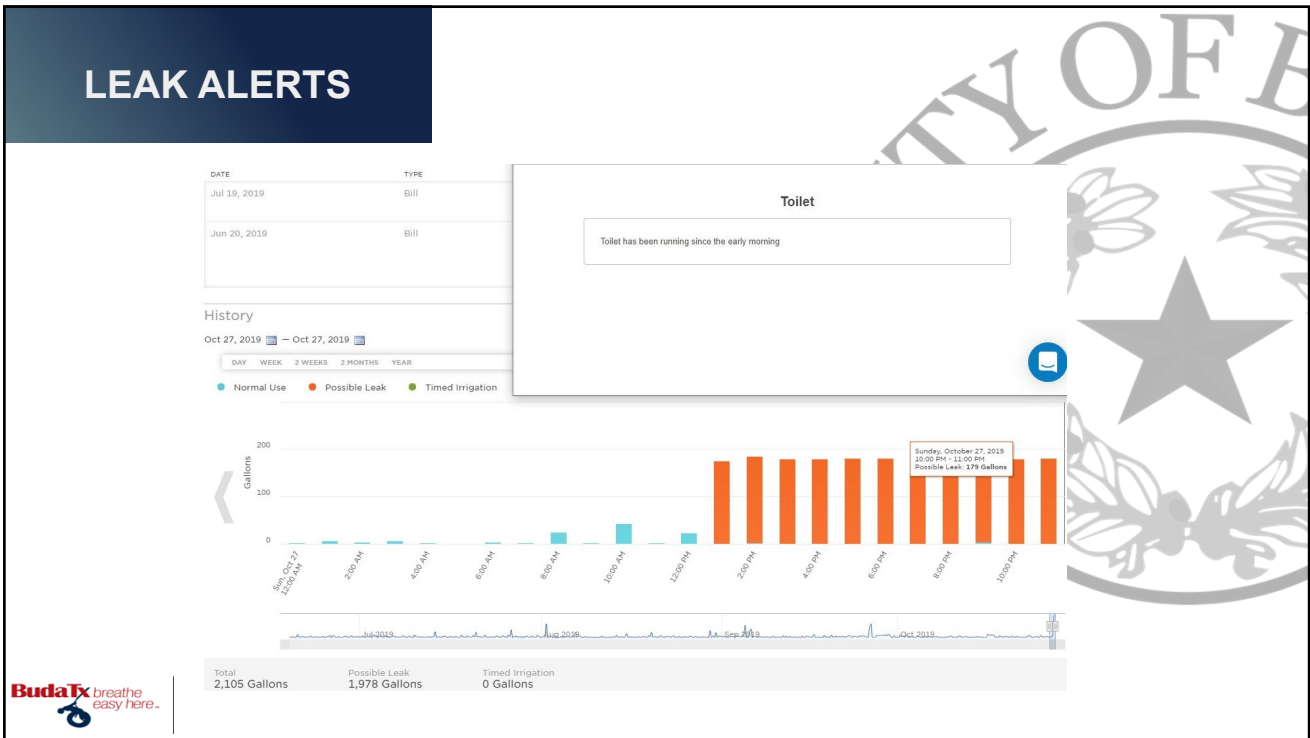 LEAK ALERTS
CITY OF B
DATE TYPE
Jul 19, 2019 Bill
Jun 20, 2019 Bill
Toilet
Toilet has been running since the early morning
History
Oct 27, 2019 — Oct 27, 2019
DAY WEEK 2 WEEKS 2 MONTHS YEAR
Normal Use Possible Leak Timed Irrigation
Gallons
200
100
0
Sunday, October 27, 2019
10:00 PM - 11:00 PM
Possible Leak: 179 Gallons
Sun, Oct 27
12:00 AM 2:00 AM 4:00 AM 6:00 AM 8:00 AM 10:00 AM 12:00 PM 2:00 PM 4:00 PM 6:00 PM 8:00 PM 10:00 PM
Jul 2019 Aug 2019 Sep 2019 Oct 2019
Total Possible Leak Timed Irrigation
2,105 Gallons 1,978 Gallons 0 Gallons
BudaTx breathe
easy here.™